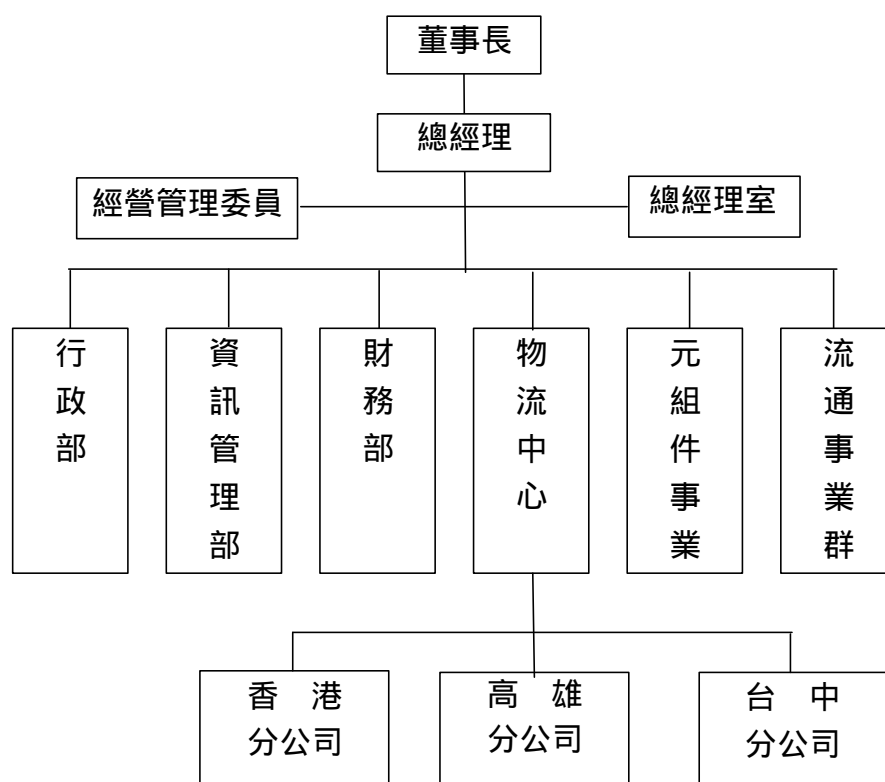 董事長
總經理
經營管理委員
總經理室
行政部
資訊管理部
財務部
物流中心
元組件事業
流通事業群
香　港
分公司
高　雄
分公司
台　中
分公司